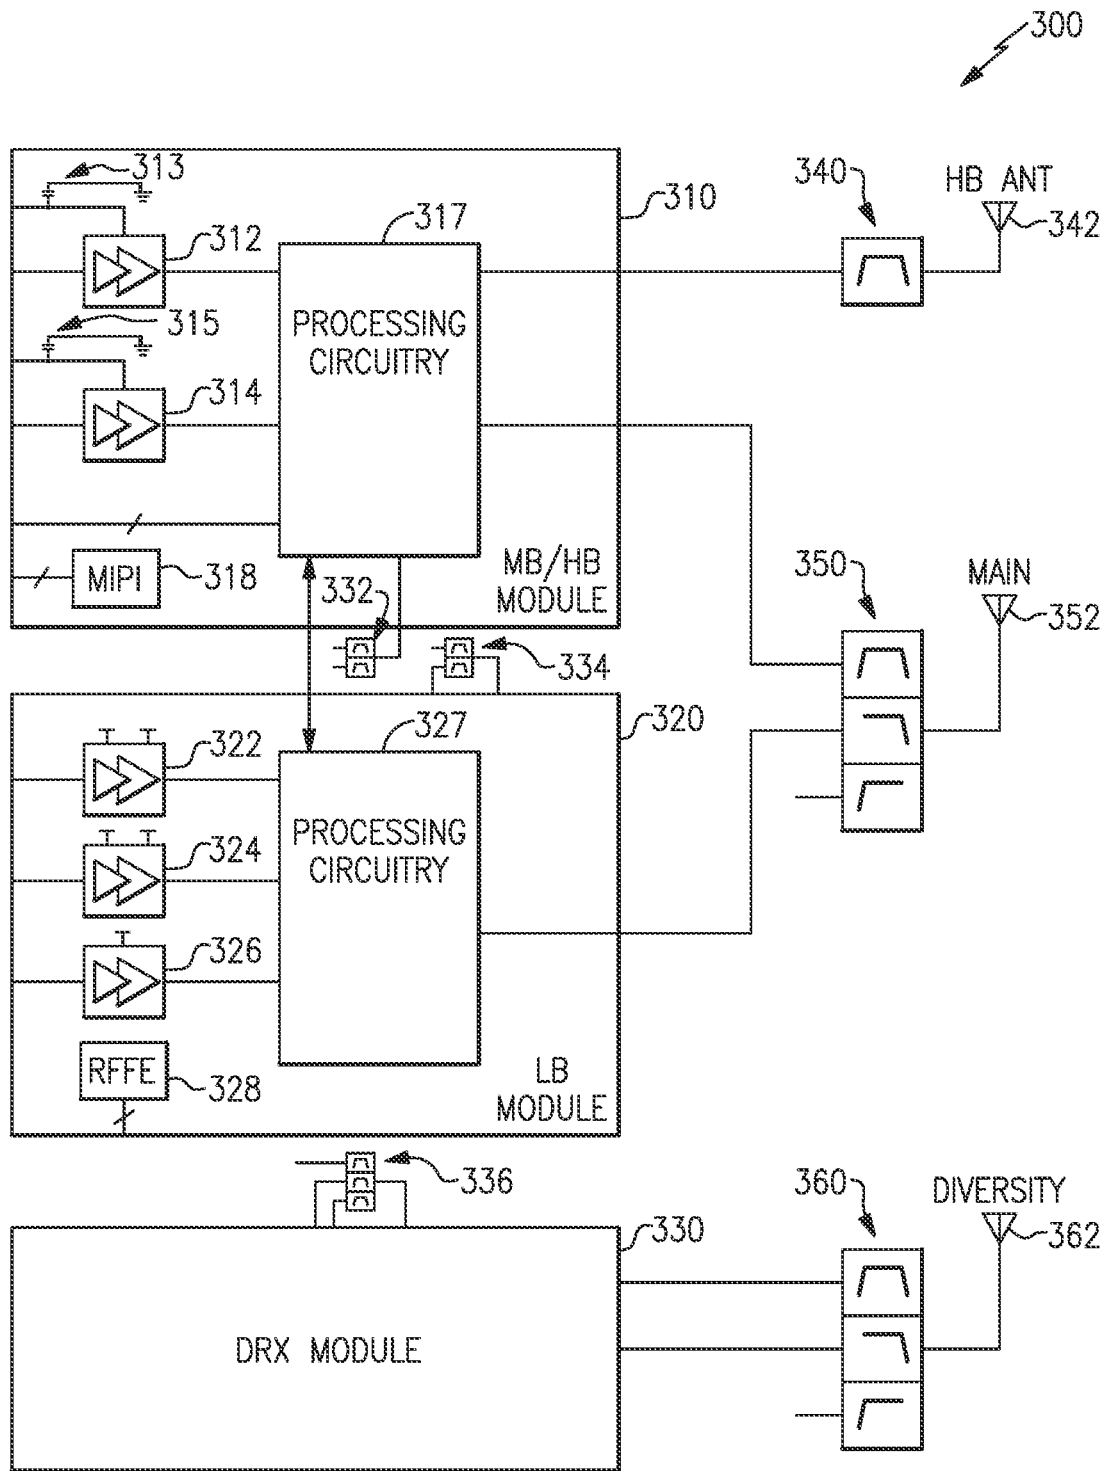 300
313
340
HB ANT
310
342
312
317
315
PROCESSING
CIRCUITRY
314
MIPI
318
MB/HB
MODULE
332
350
MAIN
352
334
320
327
322
PROCESSING
CIRCUITRY
324
326
RFFE
328
LB
MODULE
336
360
DIVERSITY
362
330
DRX MODULE